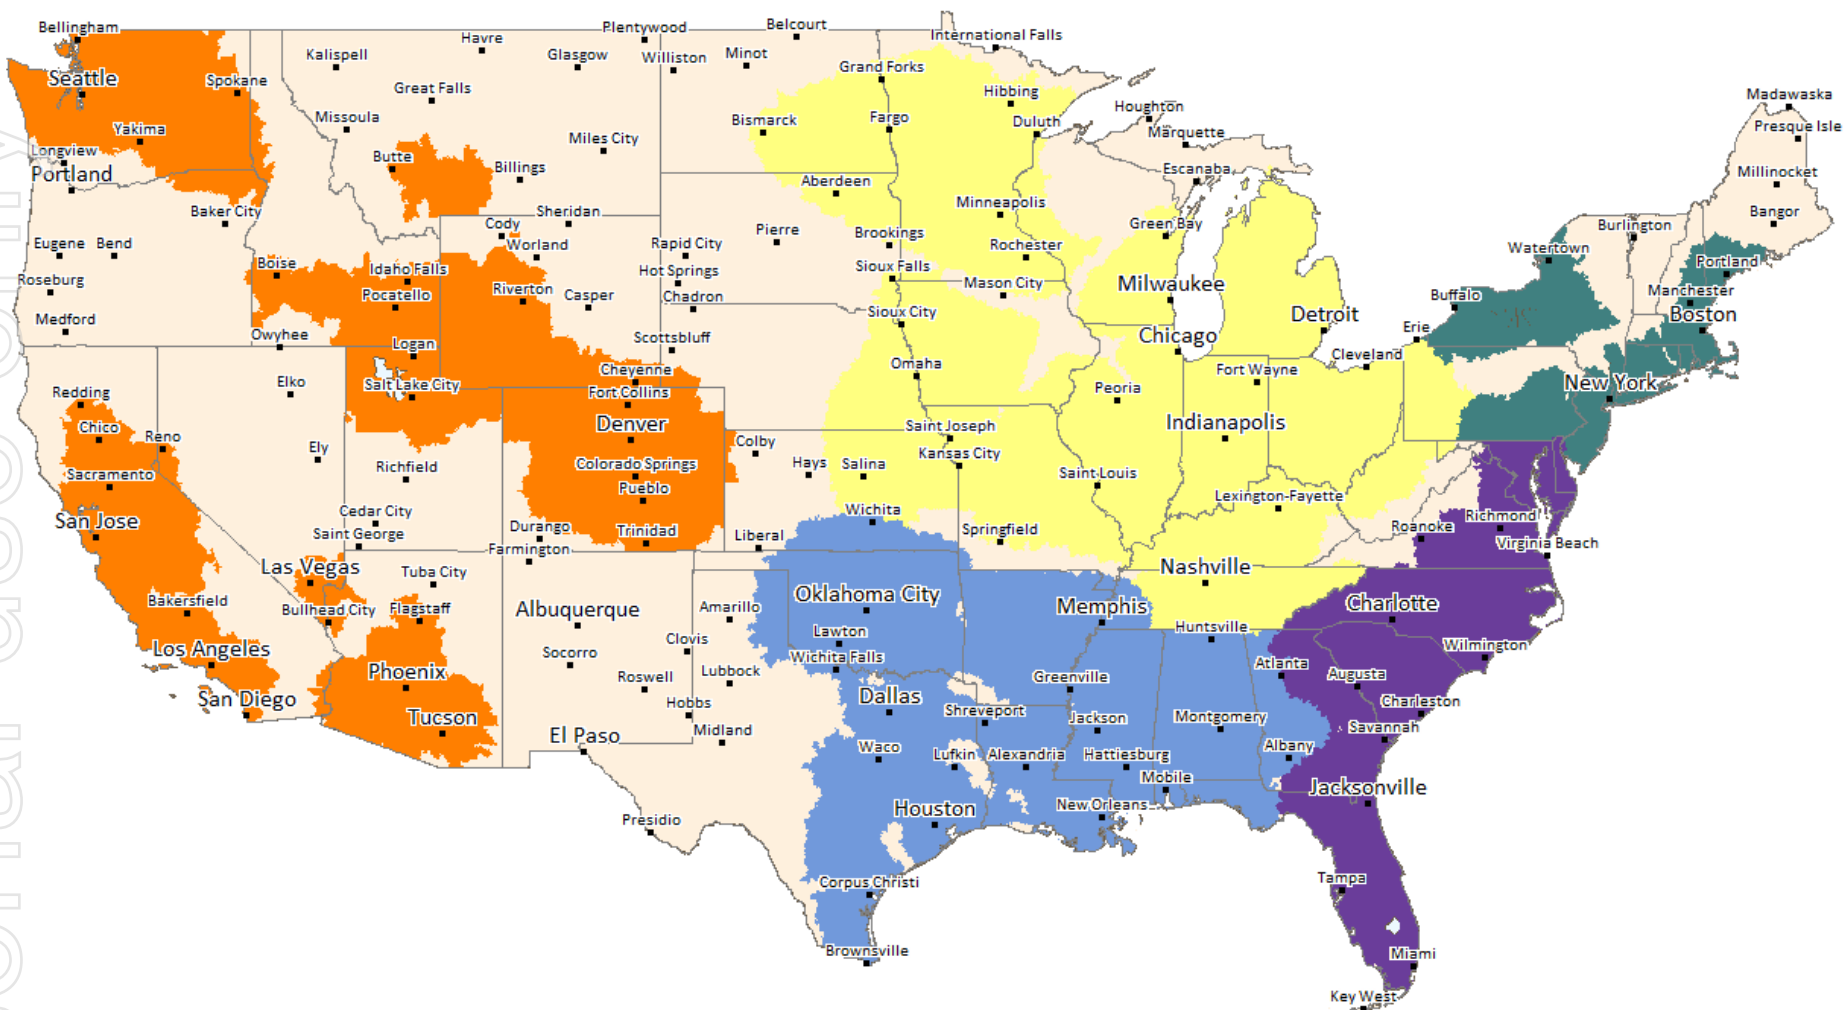 Bellingham
Plentywood
Belcourt
Havre
International Falls
Kalispell
Glasgow
Williston
Minot
Seattle
Spokane
Grand Forks
Great Falls
Hibbing
Madawaska
Houghton
Missoula
Bismarck
Fargo
Duluth
Presque Isle
Yakima
Miles City
Marquette
Longview
Butte
Billings
Escanaba
Portland
Millinocket
Aberdeen
Minneapolis
Baker City
Sheridan
Bangor
Cody
Green Bay
Burlington
Pierre
Brookings
Eugene
Bend
Worland
Rapid City
Rochester
Watertown
Boise
Idaho Falls
Sioux Falls
Portland
Hot Springs
Roseburg
Mason City
Milwaukee
Pocatello
Riverton
Casper
Chadron
Buffalo
Manchester
Medford
Sioux City
Detroit
Boston
Owyhee
Scottsbluff
Chicago
Erie
Logan
Cleveland
Omaha
Cheyenne
Fort Wayne
Elko
Salt Lake City
New York
Redding
Fort Collins
Peoria
Chico
Denver
Saint Joseph
Indianapolis
Reno
Colby
Ely
Kansas City
Sacramento
Richfield
Colorado Springs
Hays
Salina
Saint Louis
Pueblo
Lexington-Fayette
San Jose
Cedar City
Wichita
Richmond
Saint George
Durango
Trinidad
Liberal
Springfield
Roanoke
Farmington
Virginia Beach
Las Vegas
Tuba City
Nashville
Bakersfield
Bullhead City
Flagstaff
Albuquerque
Amarillo
Oklahoma City
Memphis
Charlotte
Clovis
Lawton
Huntsville
Los Angeles
Socorro
Wichita Falls
Wilmington
Phoenix
Roswell
Lubbock
Greenville
Atlanta
Augusta
San Diego
Hobbs
Dallas
Charleston
Tucson
Midland
Shreveport
Jackson
Montgomery
Savannah
El Paso
Waco
Lufkin
Alexandria
Hattiesburg
Albany
Mobile
Jacksonville
Presidio
Houston
New Orleans
Corpus Christi
Tampa
Brownsville
Miami
Key West